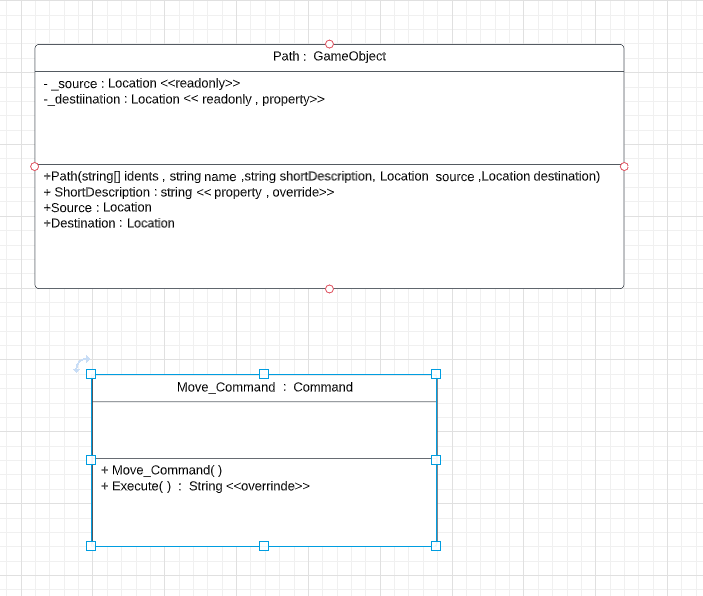 Path : GameObject
- _source : Location <<readonly>>
-_destiination : Location << readonly , property>>
+Path(string[] idents , string name ,string shortDescription, Location source ,Location destination)
+ ShortDescription : string << property , override>>
+Source : Location
+Destination : Location
Move_Command : Command
+ Move_Command( )
+ Execute( ) : String <<overrinde>>